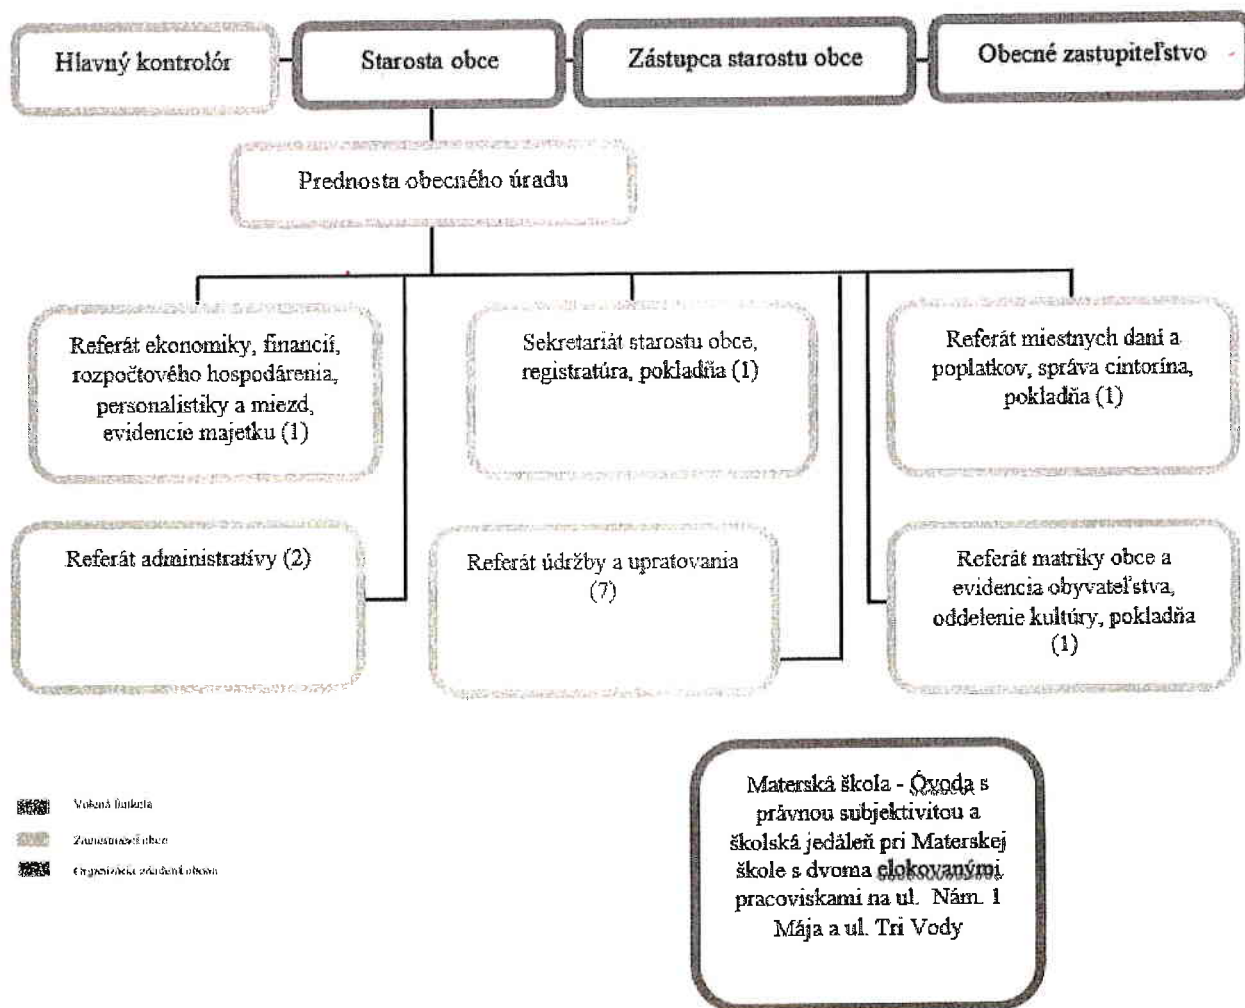 Hlavný kontrolór
Starosta obce
Zástupca starostu obce
Obecné zastupiteľstvo
Prednosta obecného úradu
Referát ekonomiky, financií,
rozpočtového hospodárenia,
personalistiky a miezd,
evidencie majetku (1)
Sekretariát starostu obce,
registratúra, pokladňa (1)
Referát miestnych daní a
poplatkov, správa cintorína,
pokladňa (1)
Referát administratívy (2)
Referát údržby a upratovania
(7)
Referát matriky obce a
evidencia obyvateľstva,
oddelenie kultúry, pokladňa
(1)
Materská škola - Óvoda s
právnou subjektivitou a
školská jedáleň pri Materskej
škole s dvoma elokovanými
pracoviskami na ul. Nám. 1
Mája a ul. Tri Vody
Volená funkcia
Zamestnanci obce
Organizácia zriadená obcou